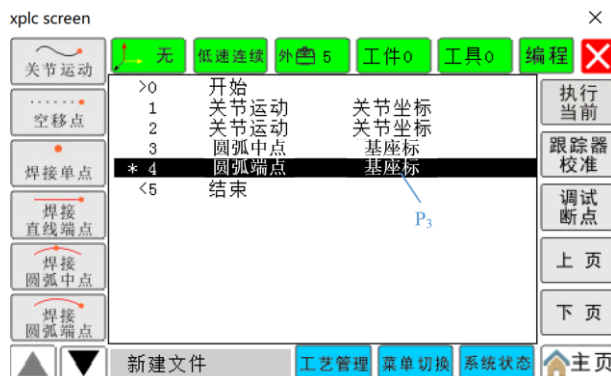 xplc screen
关节运动
空移点
焊接单点
焊接
直线端点
焊接
圆弧中点
焊接
圆弧端点
无 低速连续 外 5 工件0 工具0 编程
>0 开始
1 关节运动 关节坐标
2 关节运动 关节坐标
3 圆弧中点 基座标
* 4 圆弧端点 基座标
<5 结束
P3
执行
当前
跟踪器
校准
调试
断点
上 页
下 页
新建文件 工艺管理 菜单切换 系统状态 主页